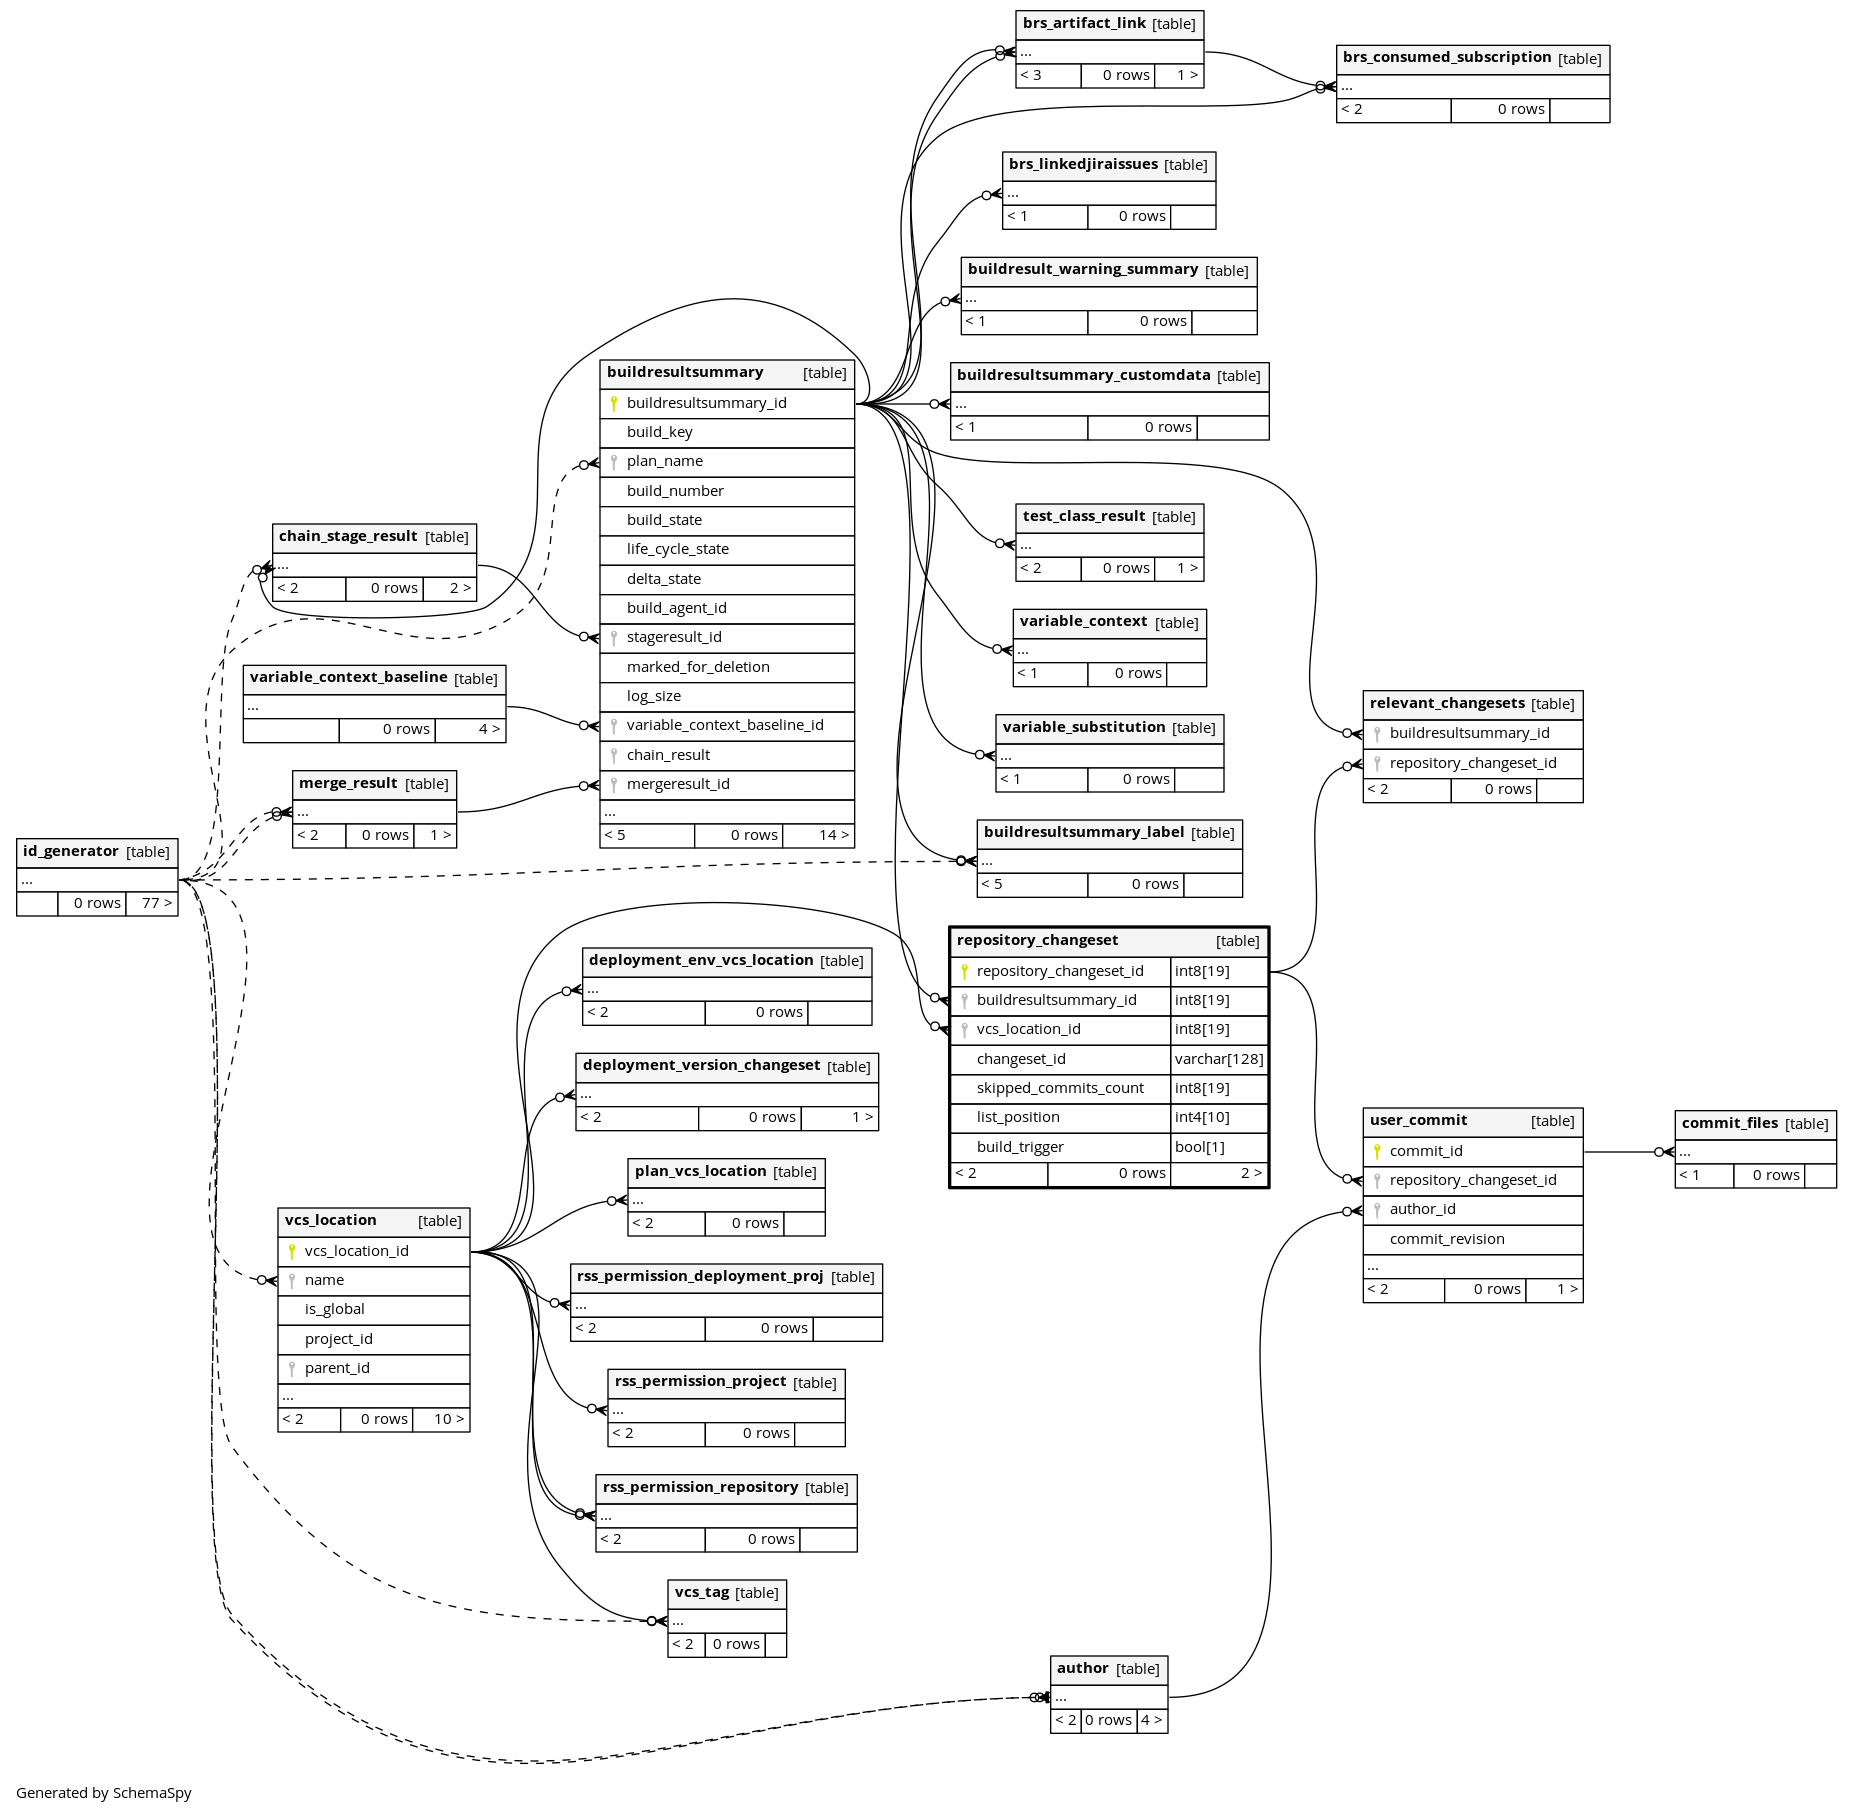 brs_artifact_link [table]
...
< 3 0 rows 1 >
brs_consumed_subscription [table]
...
< 2 0 rows
brs_linkedjiraissues [table]
...
< 1 0 rows
buildresult_warning_summary [table]
...
< 1 0 rows
buildresultsummary [table]
buildresultsummary_id
build_key
plan_name
build_number
build_state
life_cycle_state
delta_state
build_agent_id
stageresult_id
marked_for_deletion
log_size
variable_context_baseline_id
chain_result
mergeresult_id
...
< 5 0 rows 14 >
buildresultsummary_customdata [table]
...
< 1 0 rows
test_class_result [table]
...
< 2 0 rows 1 >
chain_stage_result [table]
...
< 2 0 rows 2 >
variable_context [table]
...
< 1 0 rows
variable_context_baseline [table]
...
0 rows 4 >
relevant_changesets [table]
buildresultsummary_id
repository_changeset_id
< 2 0 rows
variable_substitution [table]
...
< 1 0 rows
merge_result [table]
...
< 2 0 rows 1 >
buildresultsummary_label [table]
...
< 5 0 rows
id_generator [table]
...
0 rows 77 >
repository_changeset [table]
repository_changeset_id int8[19]
buildresultsummary_id int8[19]
vcs_location_id int8[19]
changeset_id varchar[128]
skipped_commits_count int8[19]
list_position int4[10]
build_trigger bool[1]
< 2 0 rows 2 >
deployment_env_vcs_location [table]
...
< 2 0 rows
deployment_version_changeset [table]
...
< 2 0 rows 1 >
user_commit [table]
commit_id
repository_changeset_id
author_id
commit_revision
...
< 2 0 rows 1 >
commit_files [table]
...
< 1 0 rows
plan_vcs_location [table]
...
< 2 0 rows
vcs_location [table]
vcs_location_id
name
is_global
project_id
parent_id
...
< 2 0 rows 10 >
rss_permission_deployment_proj [table]
...
< 2 0 rows
rss_permission_project [table]
...
< 2 0 rows
rss_permission_repository [table]
...
< 2 0 rows
vcs_tag [table]
...
< 2 0 rows
author [table]
...
< 2 0 rows 4 >
Generated by SchemaSpy